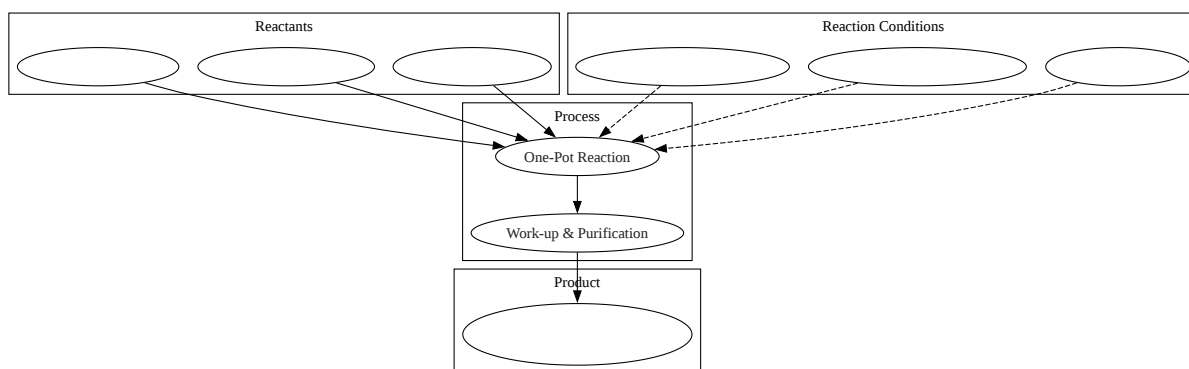 Reactants
Reaction Conditions
Process
One-Pot Reaction
Work-up & Purification
Product